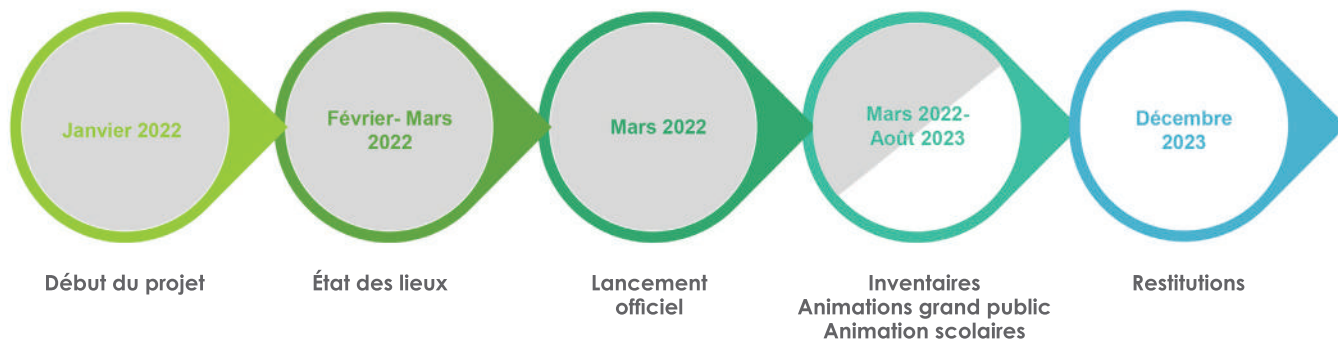 Janvier 2022
Février- Mars
2022
Mars 2022
Mars 2022-
Août 2023
Décembre
2023
Début du projet
État des lieux
Lancement
officiel
Inventaires
Animations grand public
Animation scolaires
Restitutions